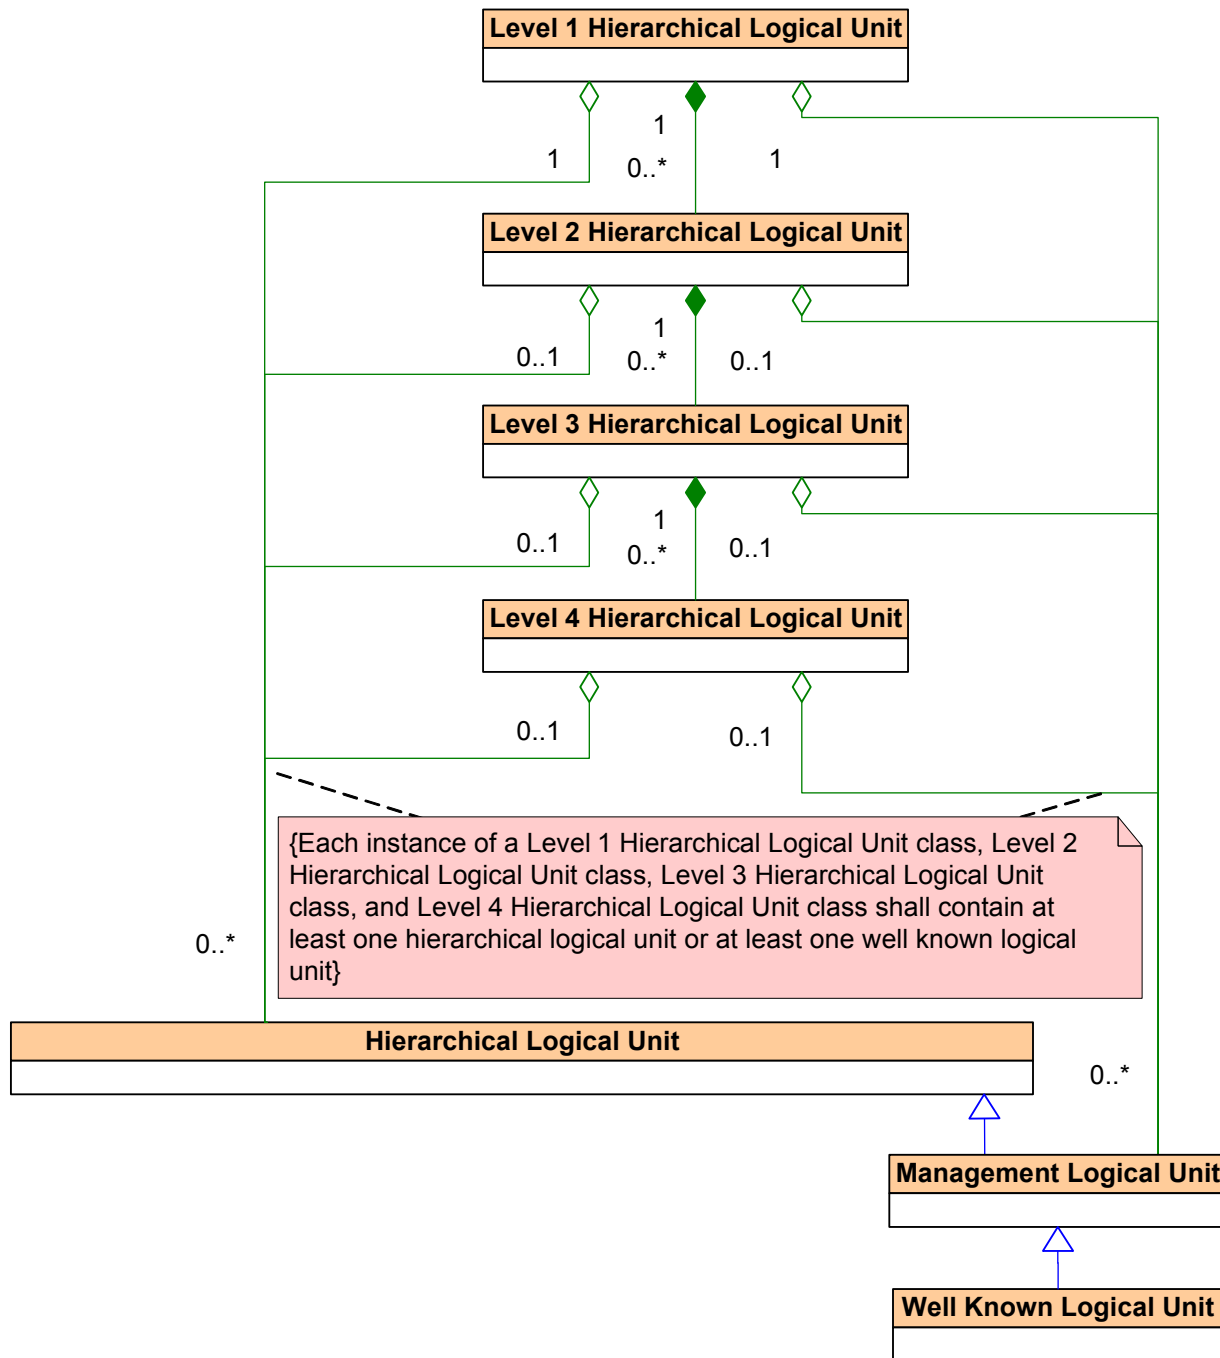 Level 1 Hierarchical Logical Unit
1
1
0..*
1
Level 2 Hierarchical Logical Unit
1
0..1
0..*
0..1
Level 3 Hierarchical Logical Unit
1
0..1
0..*
0..1
Level 4 Hierarchical Logical Unit
0..1
0..1
{Each instance of a Level 1 Hierarchical Logical Unit class, Level 2
Hierarchical Logical Unit class, Level 3 Hierarchical Logical Unit
class, and Level 4 Hierarchical Logical Unit class shall contain at
least one hierarchical logical unit or at least one well known logical
unit}
0..*
Hierarchical Logical Unit
0..*
Management Logical Unit
Well Known Logical Unit